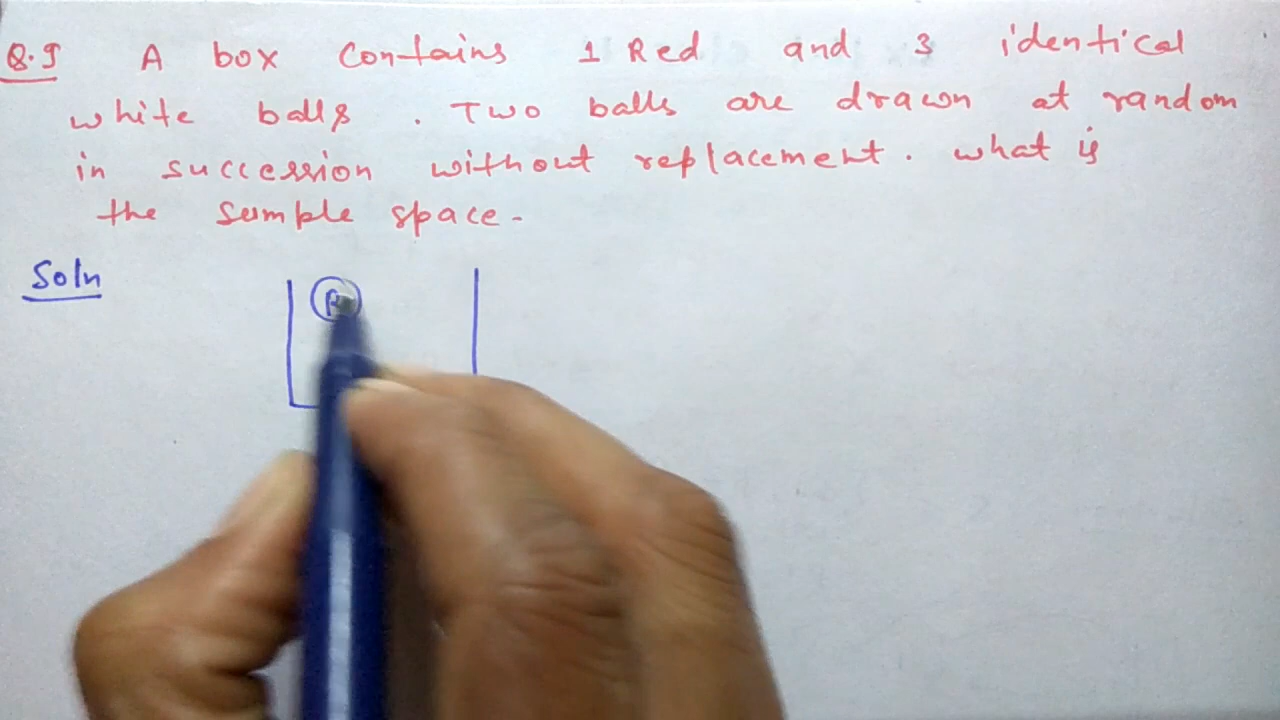 Q.9 A box contains 1 Red and 3 identical
white balls . Two balls are drawn at random
in succession without replacement. what is
the sample space -
Soln
R